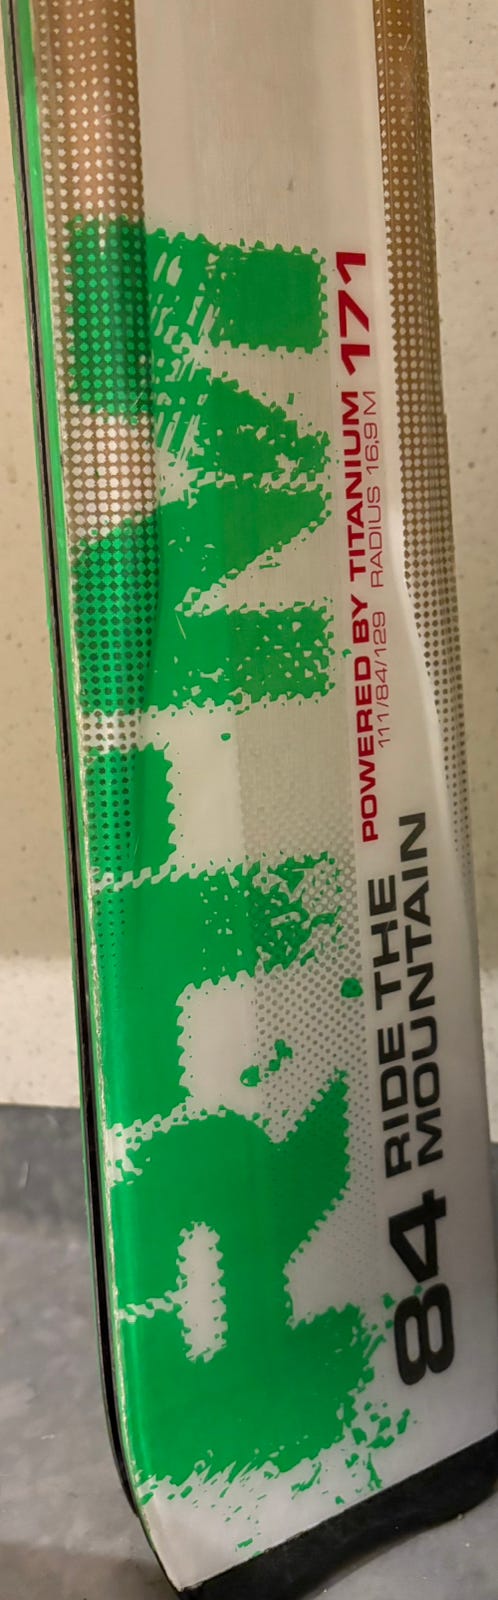 RTM
84
RIDE THE
MOUNTAIN
POWERED BY TITANIUM 171
111/84/129 RADIUS 16,9 M